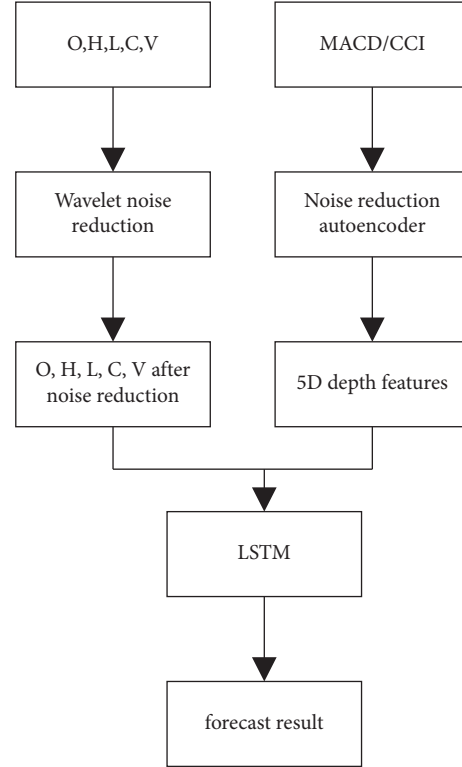 O,H,L,C,V
MACD/CCI
Wavelet noise
reduction
Noise reduction
autoencoder
O, H, L, C, V after
noise reduction
5D depth features
LSTM
forecast result